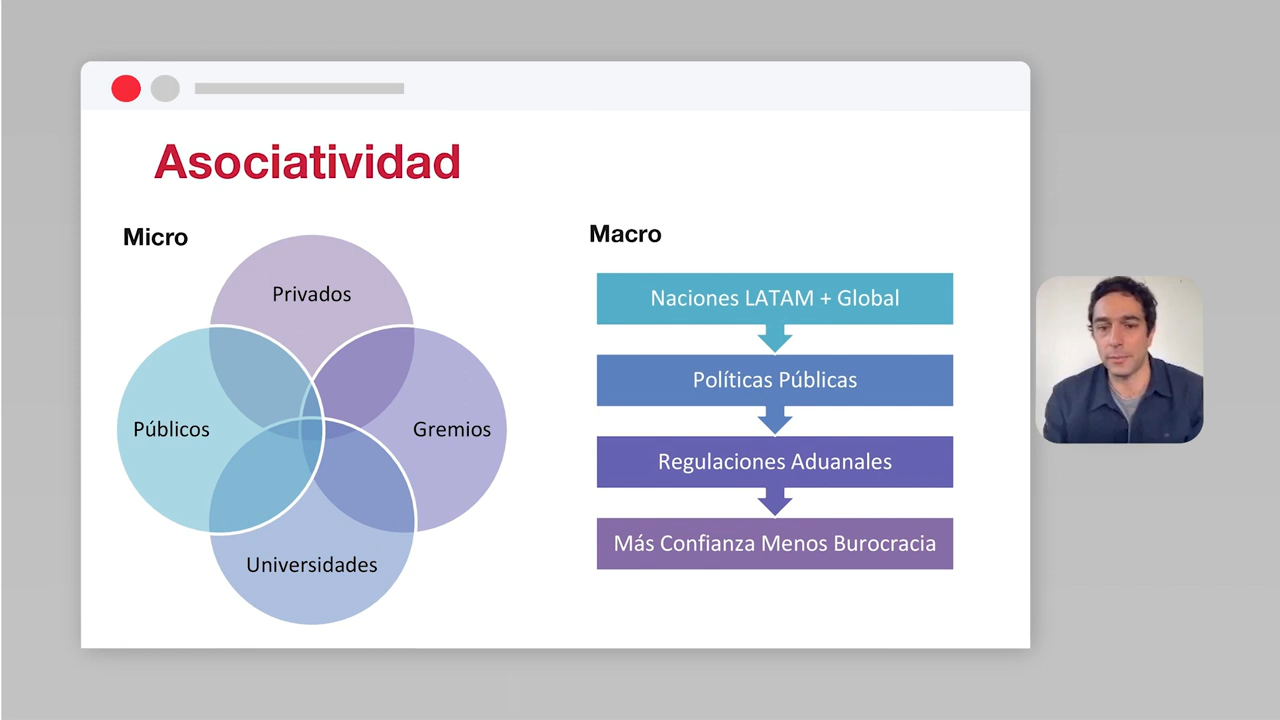 Asociatividad
Micro
Privados
Públicos
Gremios
Universidades
Macro
Naciones LATAM + Global
Políticas Públicas
Regulaciones Aduanales
Más Confianza Menos Burocracia